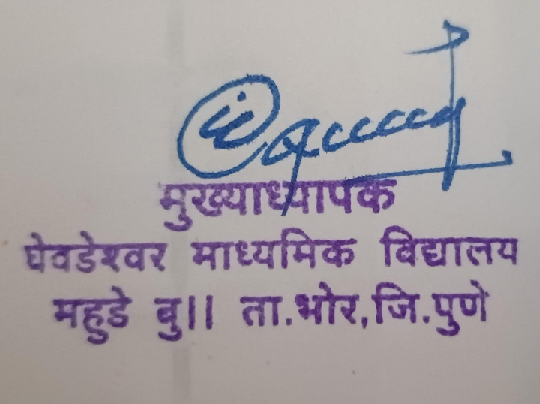 मुख्याध्यापक
घेवडेश्वर माध्यमिक विद्यालय
महुडे बु।। ता.भोर,जि.पुणे